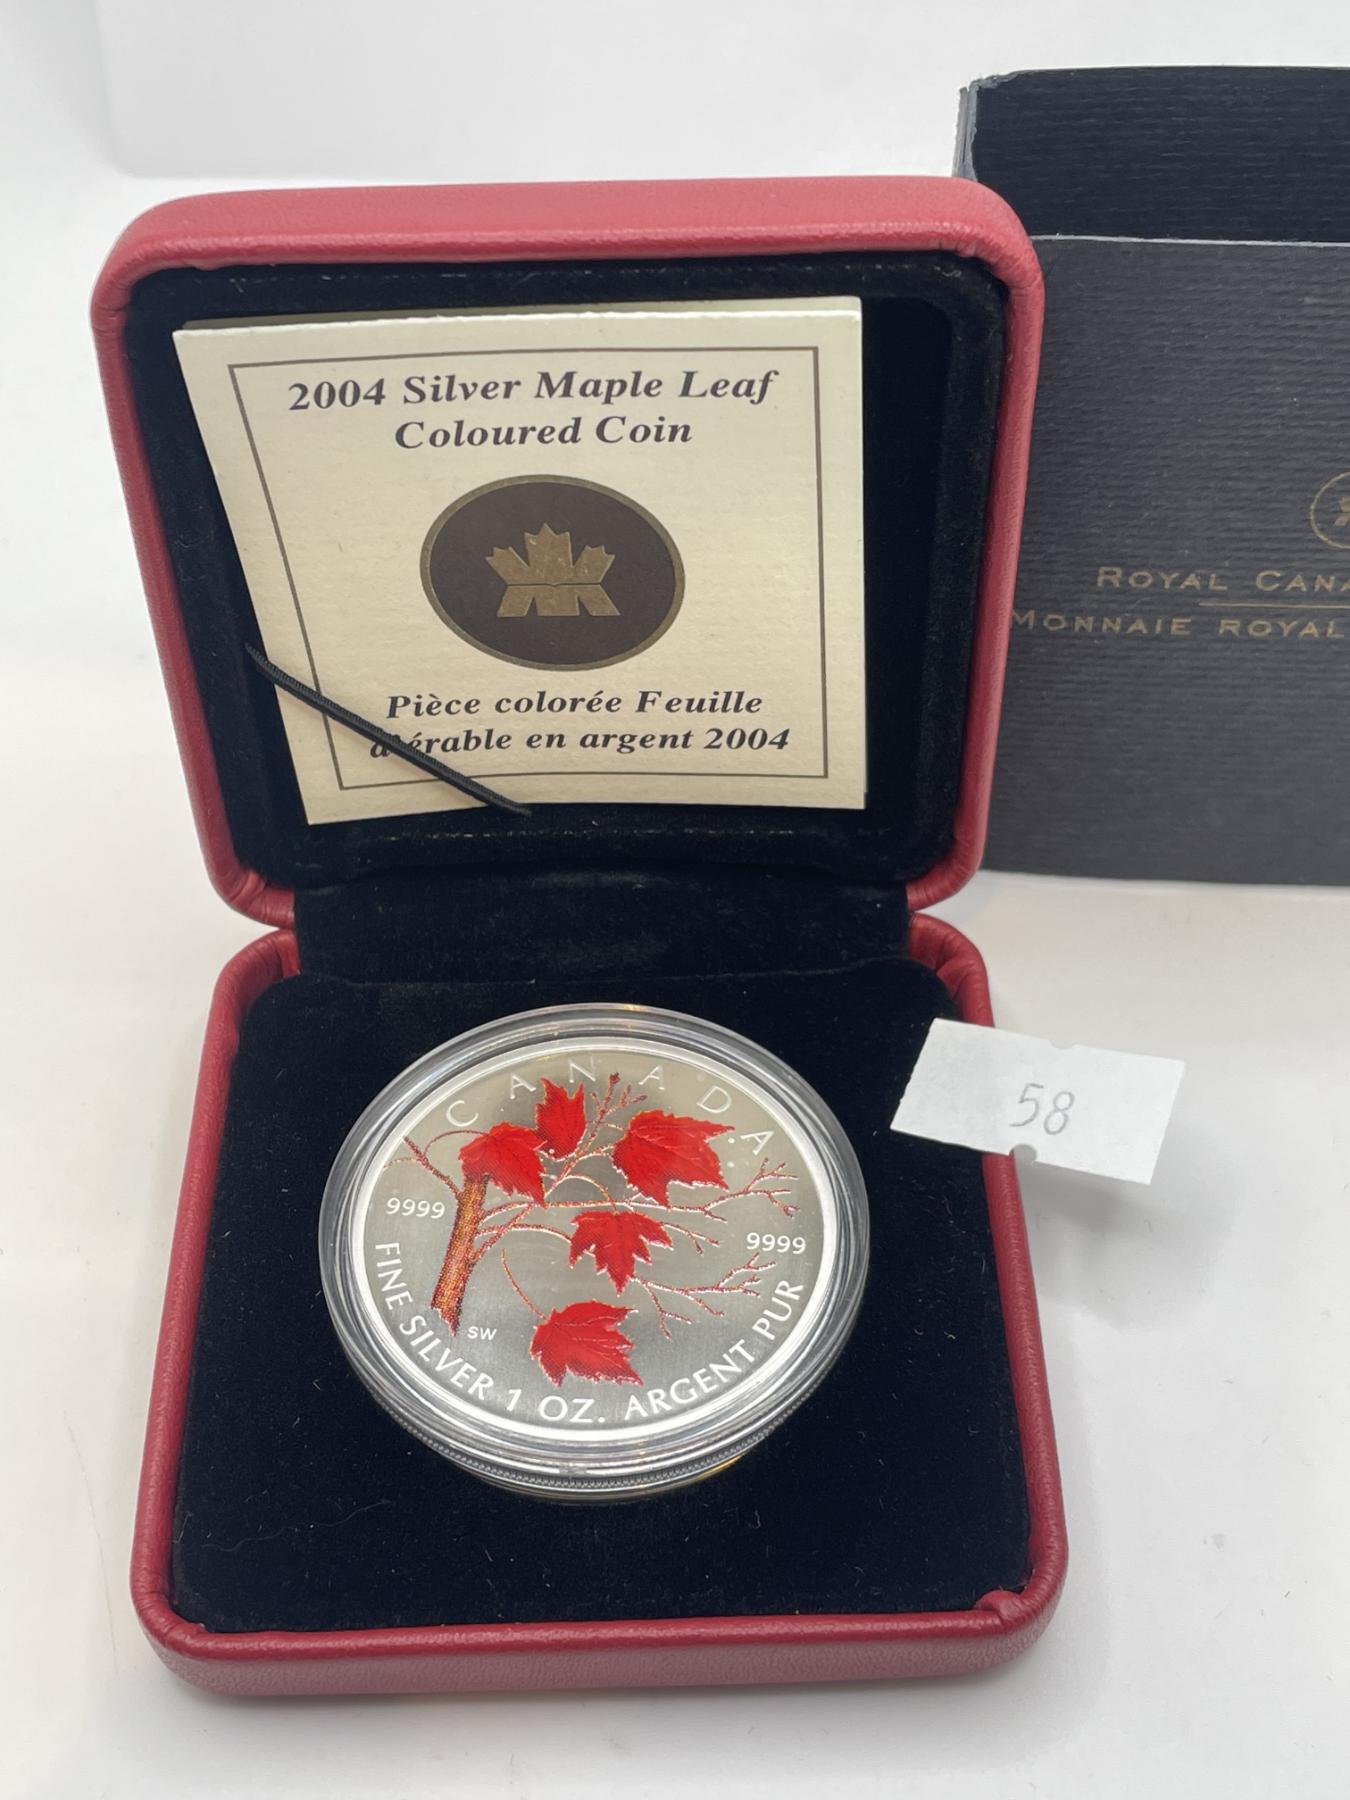 2004 Silver Maple Leaf
Coloured Coin
Pièce colorée Feuille
d'érable en argent 2004
ROYAL
MONNAIE ROYAL
58
CANADA
9999
9999
SW
FINE SILVER 1 OZ. ARGENT PUR